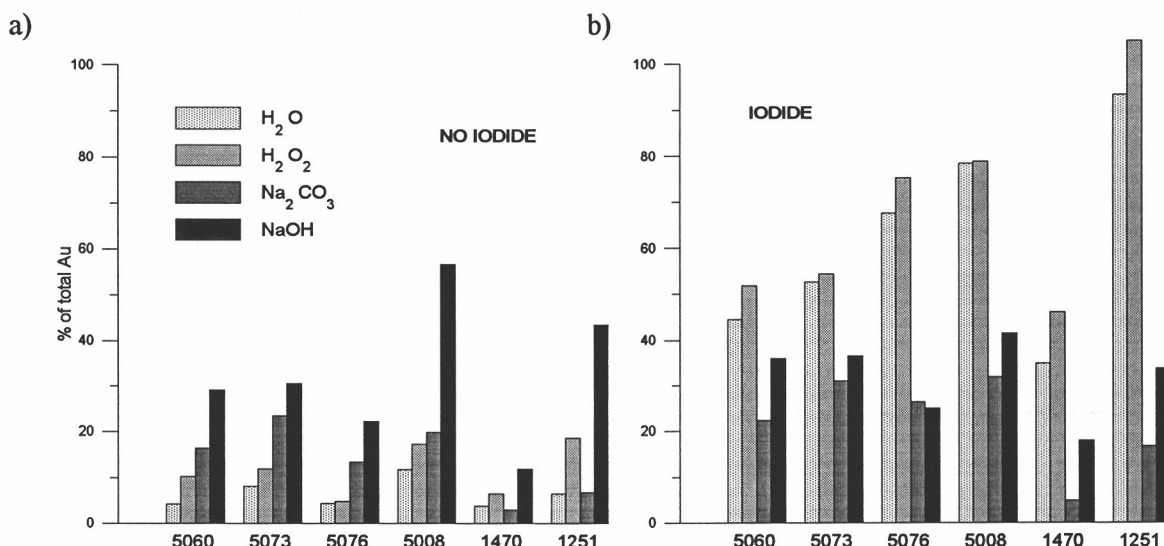 a)
100
80
60
40
20
0
% of total Au
H₂O
H₂O₂
Na₂CO₃
NaOH
NO IODIDE
5060 5073 5076 5008 1470 1251
b)
100
80
60
40
20
0
IODIDE
5060 5073 5076 5008 1470 1251